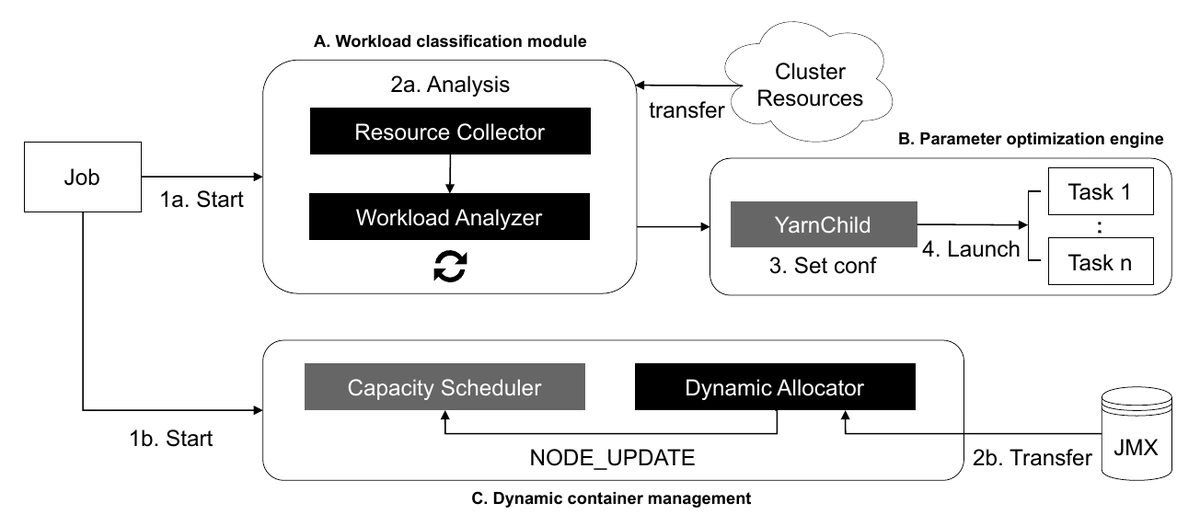 A. Workload classification module
2a. Analysis
Resource Collector
Workload Analyzer
Cluster
Resources
transfer
B. Parameter optimization engine
Job
1a. Start
YarnChild
3. Set conf
4. Launch
Task 1
:
Task n
1b. Start
Capacity Scheduler
Dynamic Allocator
NODE_UPDATE
2b. Transfer
JMX
C. Dynamic container management